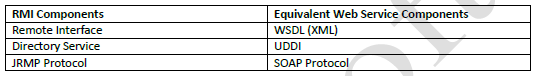 RMI Components Equivalent Web Service Components
Remote Interface WSDL (XML)
Directory Service UDDI
JRMP Protocol SOAP Protocol